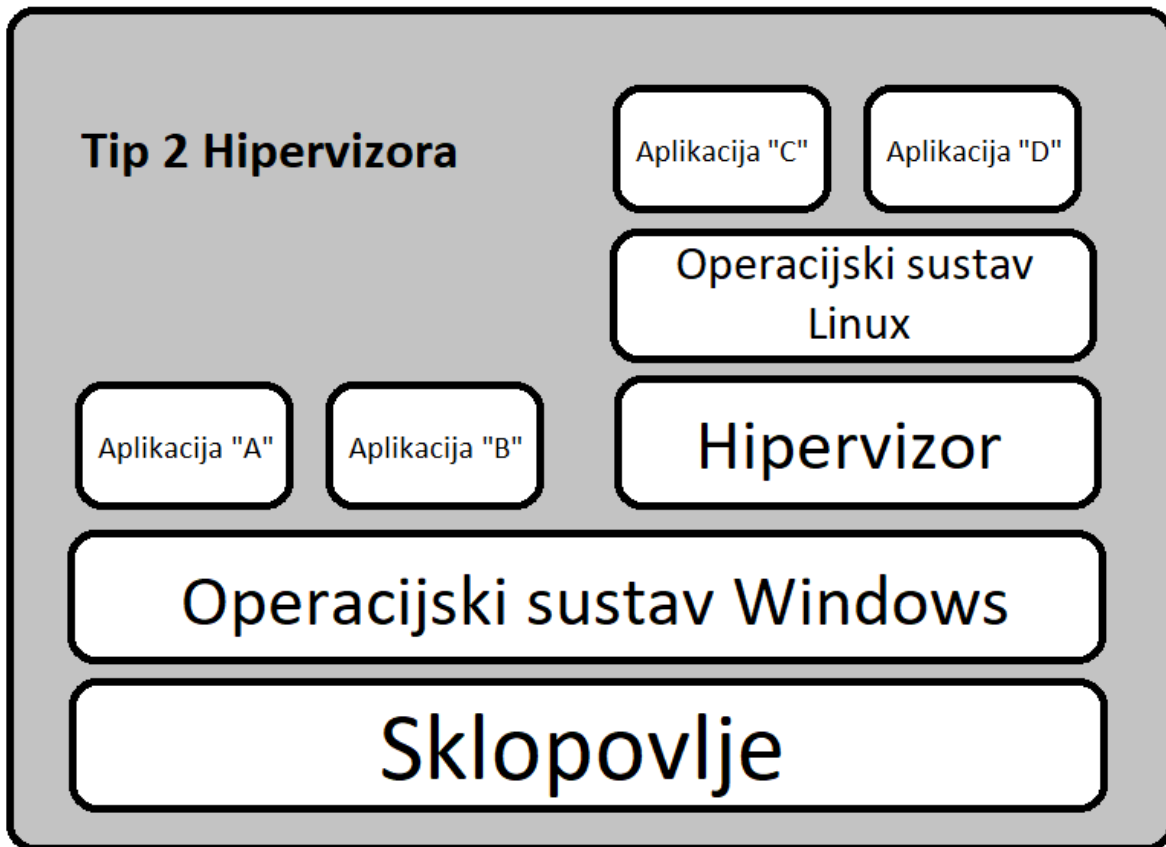 Tip 2 Hipervizora
Aplikacija "C"
Aplikacija "D"
Operacijski sustav
Linux
Aplikacija "A"
Aplikacija "B"
Hipervizor
Operacijski sustav Windows
Sklopovlje